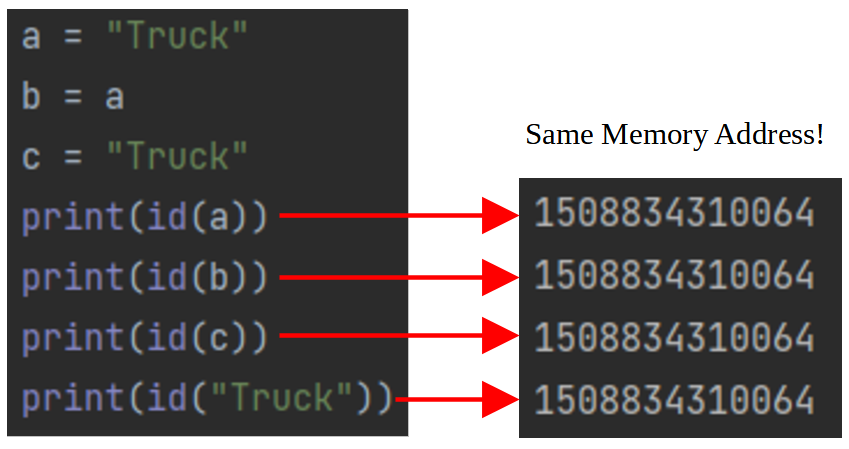 a = "Truck"
b = a
c = "Truck"
print(id(a))
print(id(b))
print(id(c))
print(id("Truck"))
Same Memory Address!
1508834310064
1508834310064
1508834310064
1508834310064